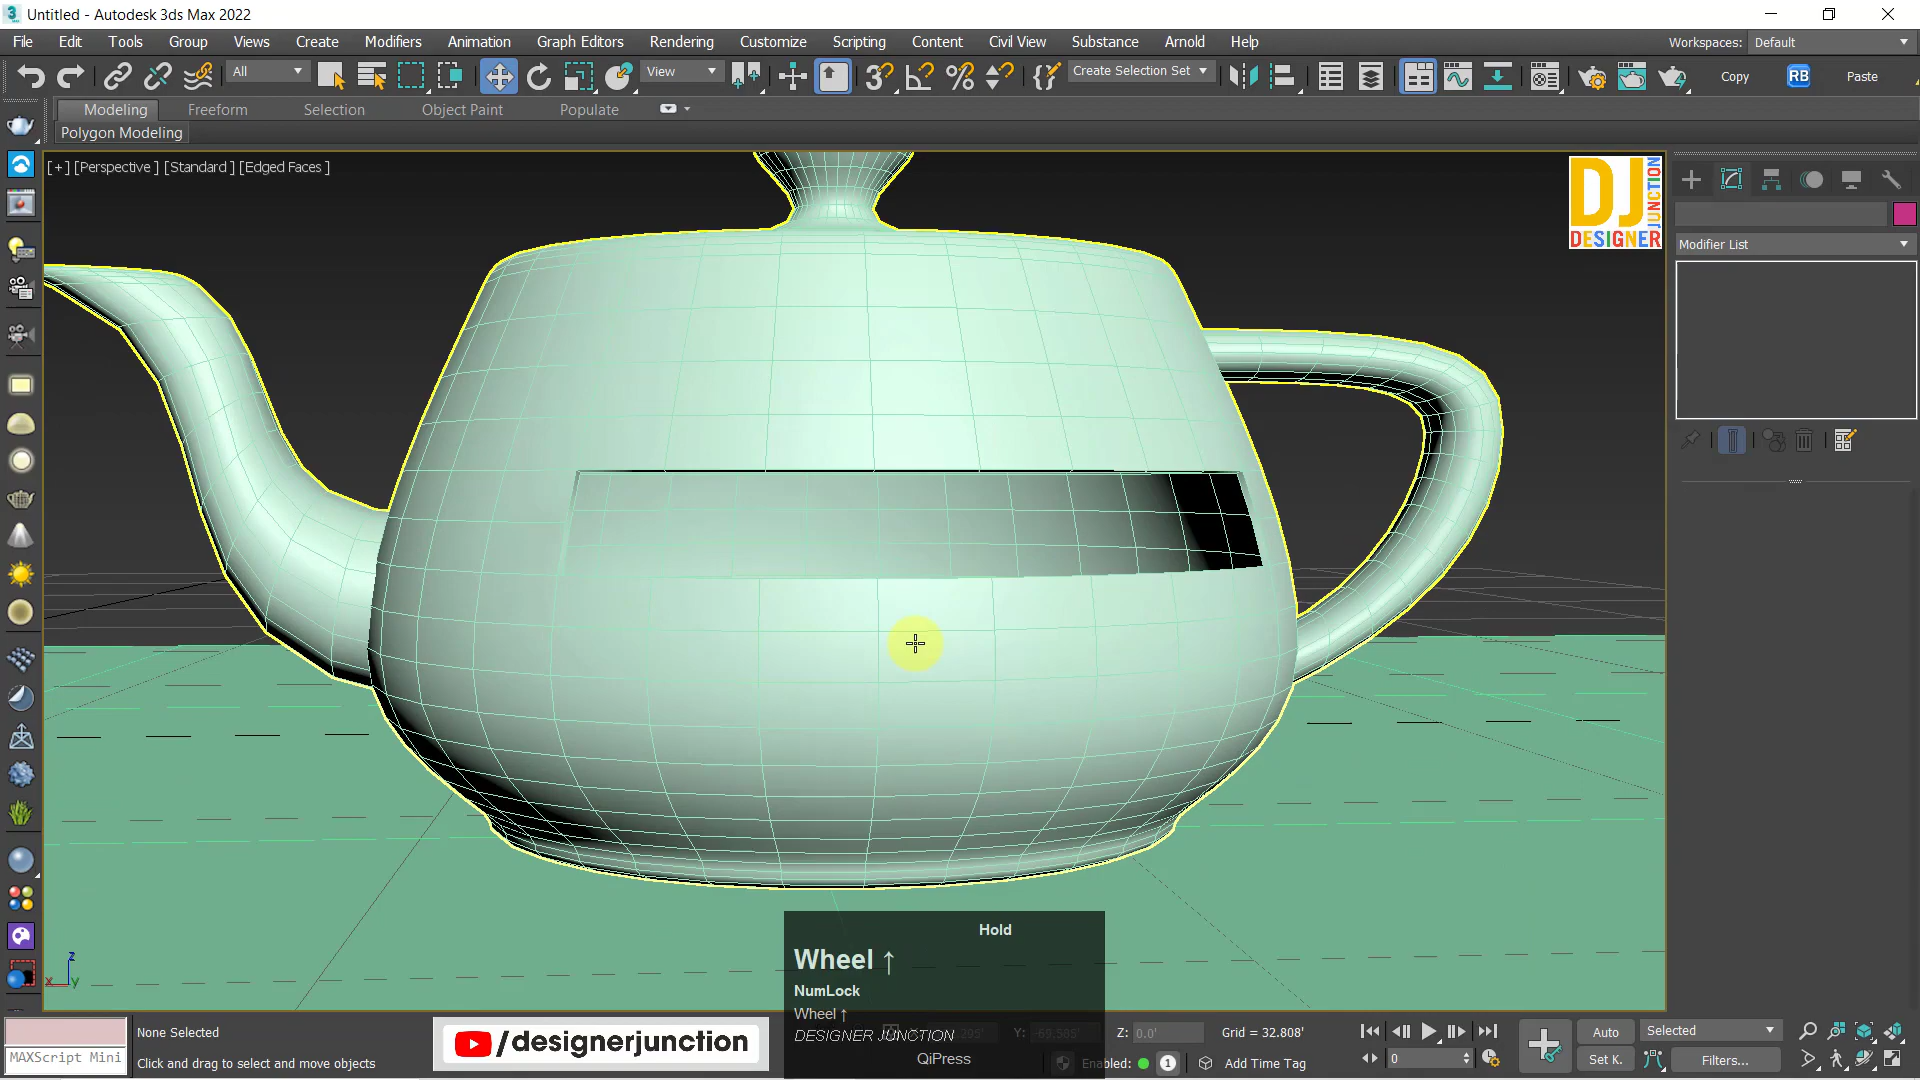 Untitled - Autodesk 3ds Max 2022
File Edit Tools Group Views Create Modifiers Animation Graph Editors Rendering Customize Scripting Content Civil View Substance Arnold Help
Workspaces: Default
All
View
Create Selection Set
Copy
RB
Paste
Modeling Freeform Selection Object Paint Populate
Polygon Modeling
[+] [Perspective ] [Standard ] [Edged Faces ]
DJ
JUNCTION
DESIGNER
Modifier List
z
x
y
Hold
Wheel ↑
NumLock
Wheel ↑
DESIGNER JUNCTION
QiPress
/designerjunction
None Selected
MAXScript Mini
Click and drag to select and move objects
Y:
Z: 0.0'
Grid = 32.808'
Enabled:
1
Add Time Tag
0
Auto
Selected
Set K.
Filters...